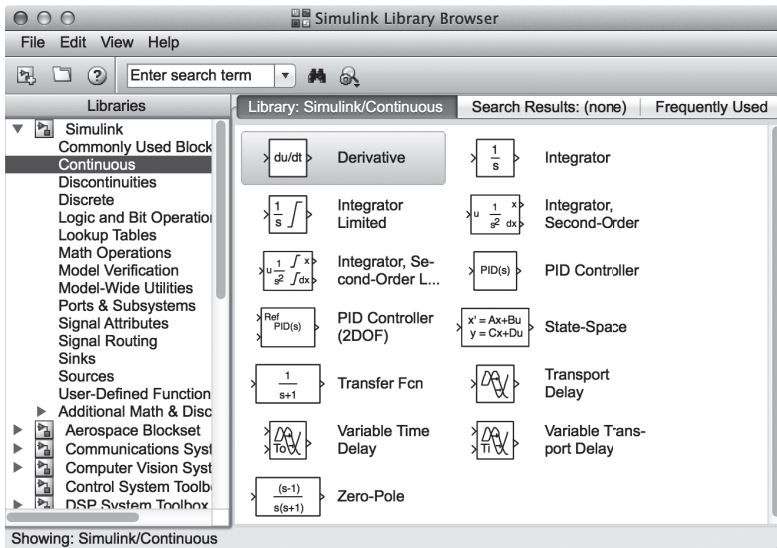 Simulink Library Browser
File Edit View Help
Enter search term
Libraries
Library: Simulink/Continuous
Search Results: (none)
Frequently Used
Simulink
Commonly Used Block
Continuous
Discontinuities
Discrete
Logic and Bit Operatio
Lookup Tables
Math Operations
Model Verification
Model-Wide Utilities
Ports & Subsystems
Signal Attributes
Signal Routing
Sinks
Sources
User-Defined Function
Additional Math & Disc
Aerospace Blockset
Communications Syst
Computer Vision Syst
Control System Toolb
DSP System Toolbox
du/dt
Derivative
1
s
Integrator
1
s
Integrator
Limited
u 1 x
s² dx
Integrator,
Second-Order
u 1 x
s² dx
Integrator, Se-
cond-Order L...
PID(s)
PID Controller
Ref
PID(s)
PID Controller
(2DOF)
x' = Ax+Bu
y = Cx+Du
State-Space
1
s+1
Transfer Fcn
Transport
Delay
To
Variable Time
Delay
Ti
Variable Trans-
port Delay
(s-1)
s(s+1)
Zero-Pole
Showing: Simulink/Continuous